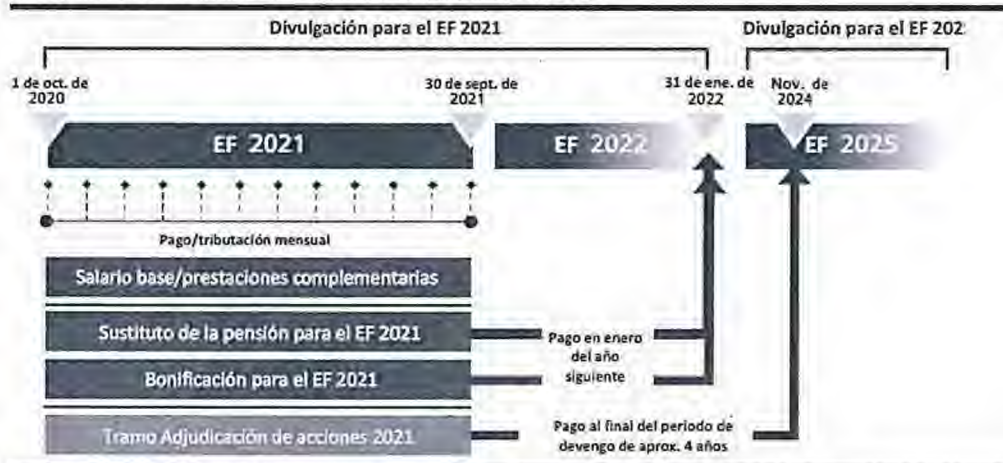 Divulgación para el EF 2021
Divulgación para el EF 202
1 de oct. de
2020
30 de sept. de
2021
31 de ene. de
2022
Nov. de
2024
EF 2021
EF 2022
EF 2025
Pago/tributación mensual
Salario base/prestaciones complementarias
Sustituto de la pensión para el EF 2021
Bonificación para el EF 2021
Pago en enero
del año
siguiente
Tramo Adjudicación de acciones 2021
Pago al final del periodo de
devengo de aprox. 4 años